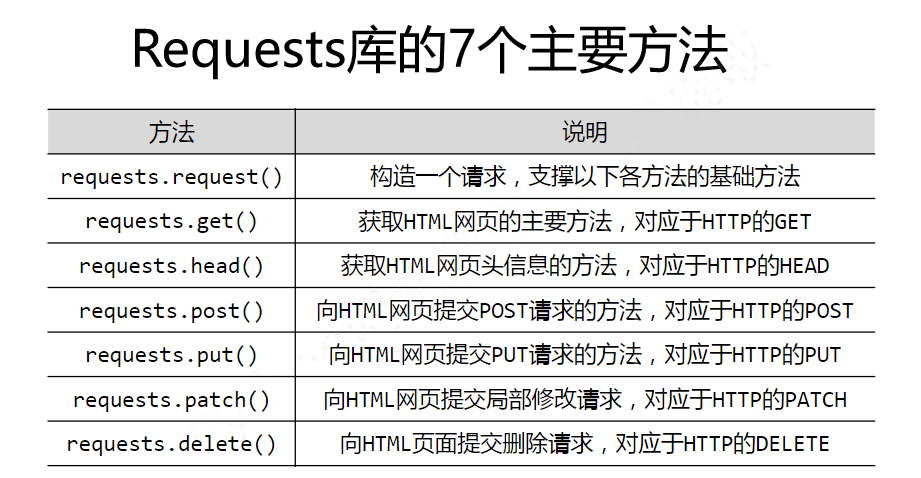 Requests库的7个主要方法
方法 说明
requests.request() 构造一个请求，支撑以下各方法的基础方法
requests.get() 获取HTML网页的主要方法，对应于HTTP的GET
requests.head() 获取HTML网页头信息的方法，对应于HTTP的HEAD
requests.post() 向HTML网页提交POST请求的方法，对应于HTTP的POST
requests.put() 向HTML网页提交PUT请求的方法，对应于HTTP的PUT
requests.patch() 向HTML网页提交局部修改请求，对应于HTTP的PATCH
requests.delete() 向HTML页面提交删除请求，对应于HTTP的DELETE